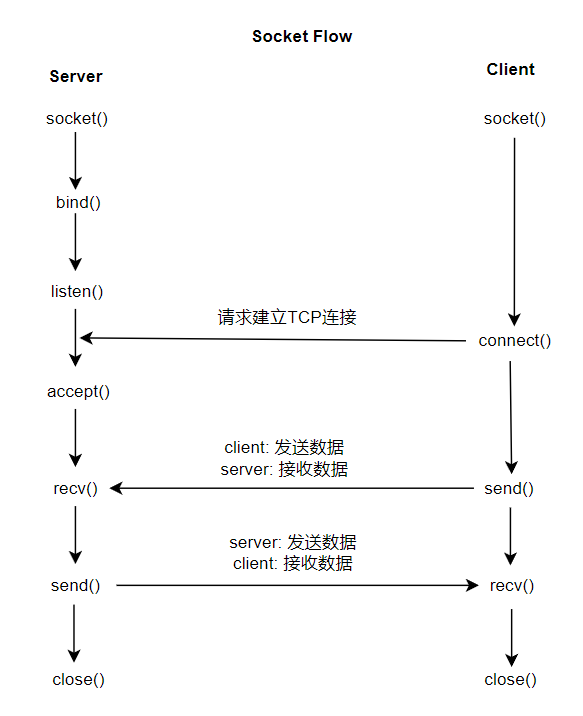 Socket Flow
Server
Client
socket()
socket()
bind()
listen()
请求建立TCP连接
connect()
accept()
client: 发送数据
server: 接收数据
recv()
send()
server: 发送数据
client: 接收数据
send()
recv()
close()
close()